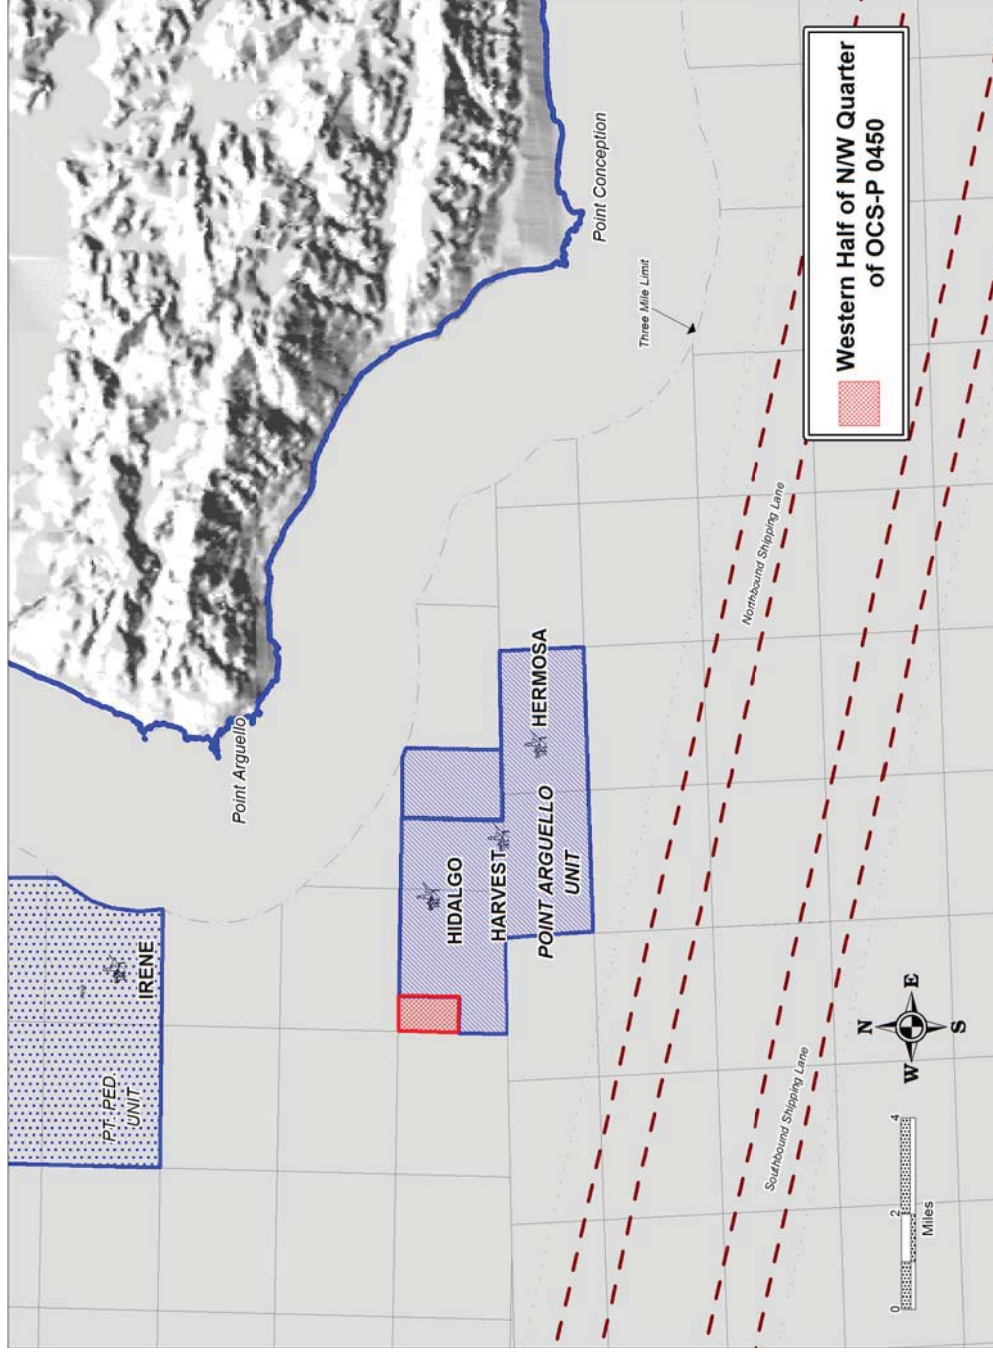 Point Conception
Three Mile Limit
Western Half of N/W Quarter
of OCS-P 0450
Point Arguello
Northbound Shipping Lane
IRENE
PT. PED.
UNIT
HIDALGO
HARVEST
HERMOSA
POINT ARGUELLO
UNIT
Southbound Shipping Lane
N
W
E
S
0
2
4
Miles